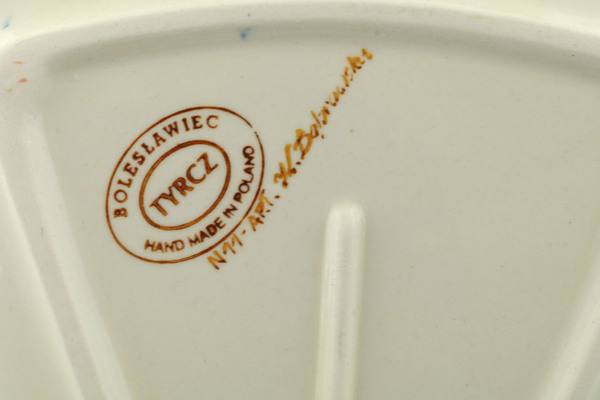 BOLESŁAWIEC
TYRCZ
HAND MADE IN POLAND
N11-ART.